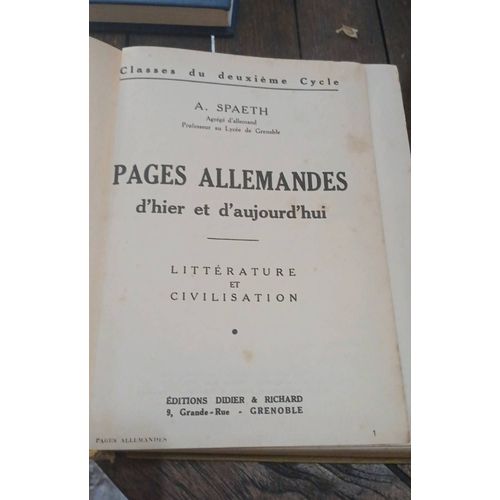 Classes du deuxième Cycle
A. SPAETH
Agrégé d'allemand
Professeur au Lycée de Grenoble
PAGES ALLEMANDES
d'hier et d'aujourd'hui
LITTÉRATURE
ET
CIVILISATION
ÉDITIONS DIDIER & RICHARD
9, Grande-Rue - GRENOBLE
PAGES ALLEMANDES
1